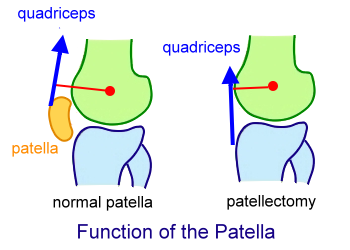 quadriceps
quadriceps
patella
normal patella
patellectomy
Function of the Patella